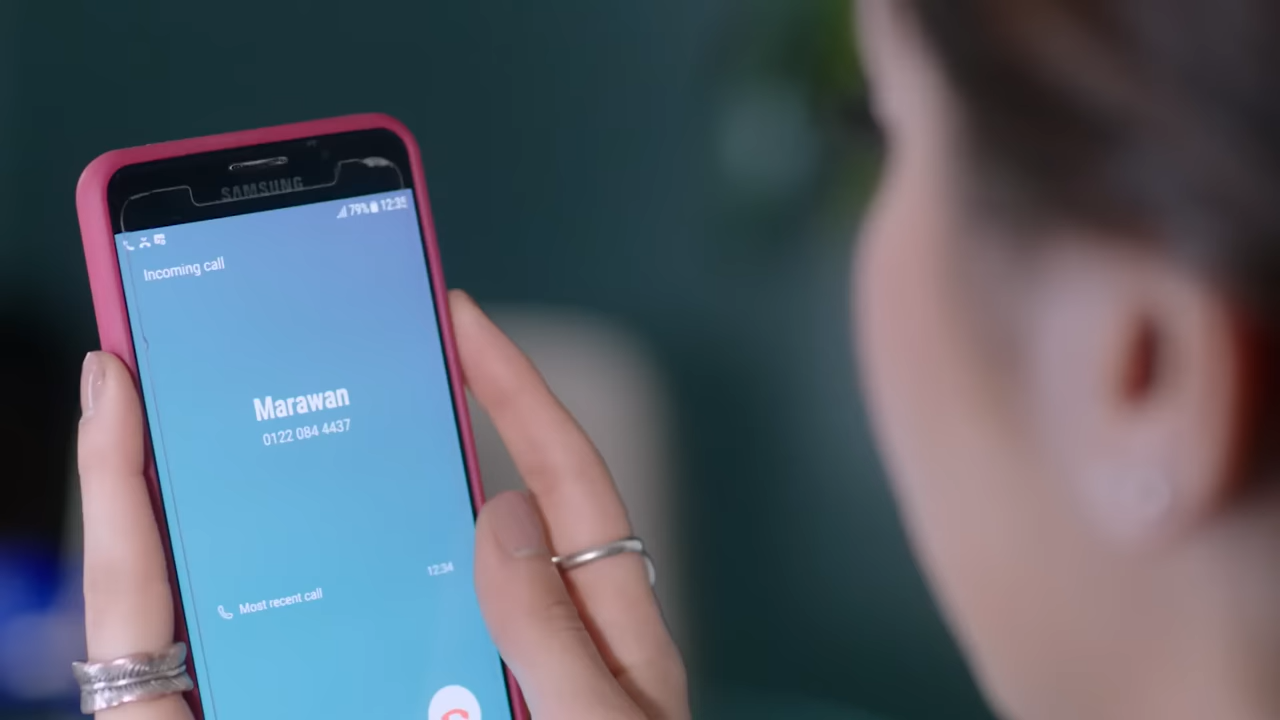 SAMSUNG
79% 12:35
Incoming call
Marawan
0122 084 4437
12:34
Most recent call